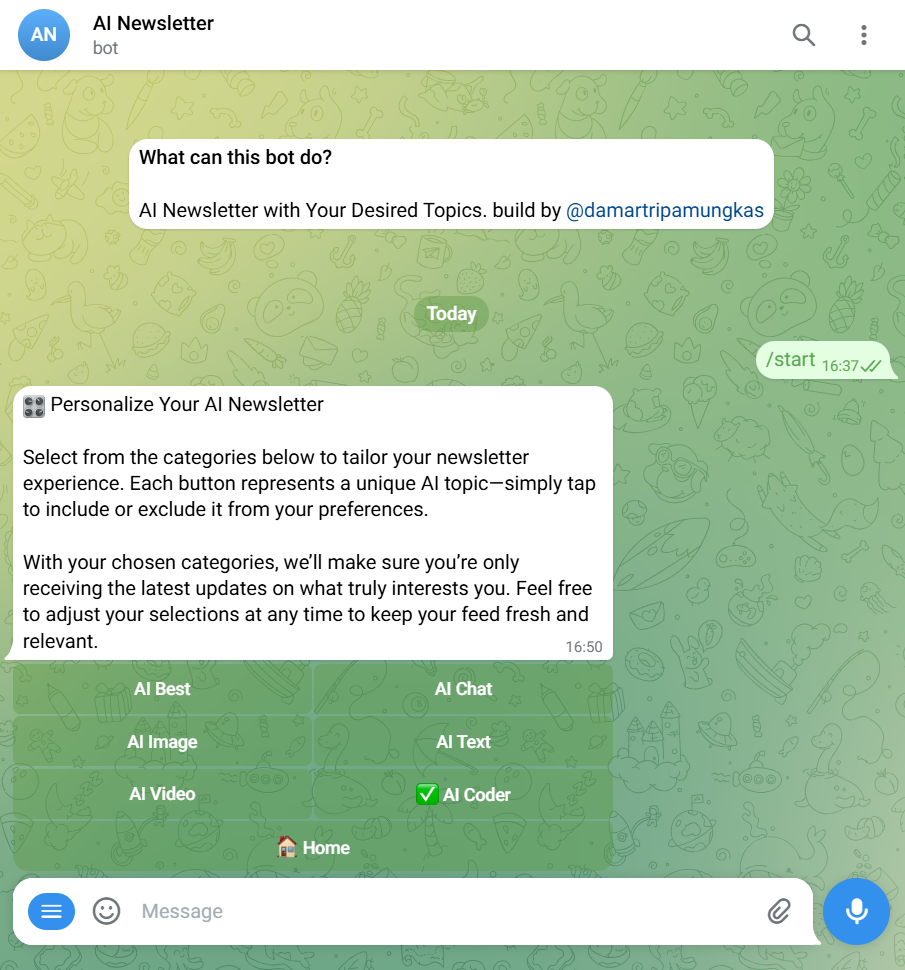 AN
AI Newsletter
bot
What can this bot do?
AI Newsletter with Your Desired Topics. build by @damartripamungkas
Today
/start 16:37
🎛 Personalize Your AI Newsletter
Select from the categories below to tailor your newsletter
experience. Each button represents a unique AI topic—simply tap
to include or exclude it from your preferences.
With your chosen categories, we’ll make sure you’re only
receiving the latest updates on what truly interests you. Feel free
to adjust your selections at any time to keep your feed fresh and
relevant.
16:50
AI Best
AI Chat
AI Image
AI Text
AI Video
✅ AI Coder
🏠 Home
Message